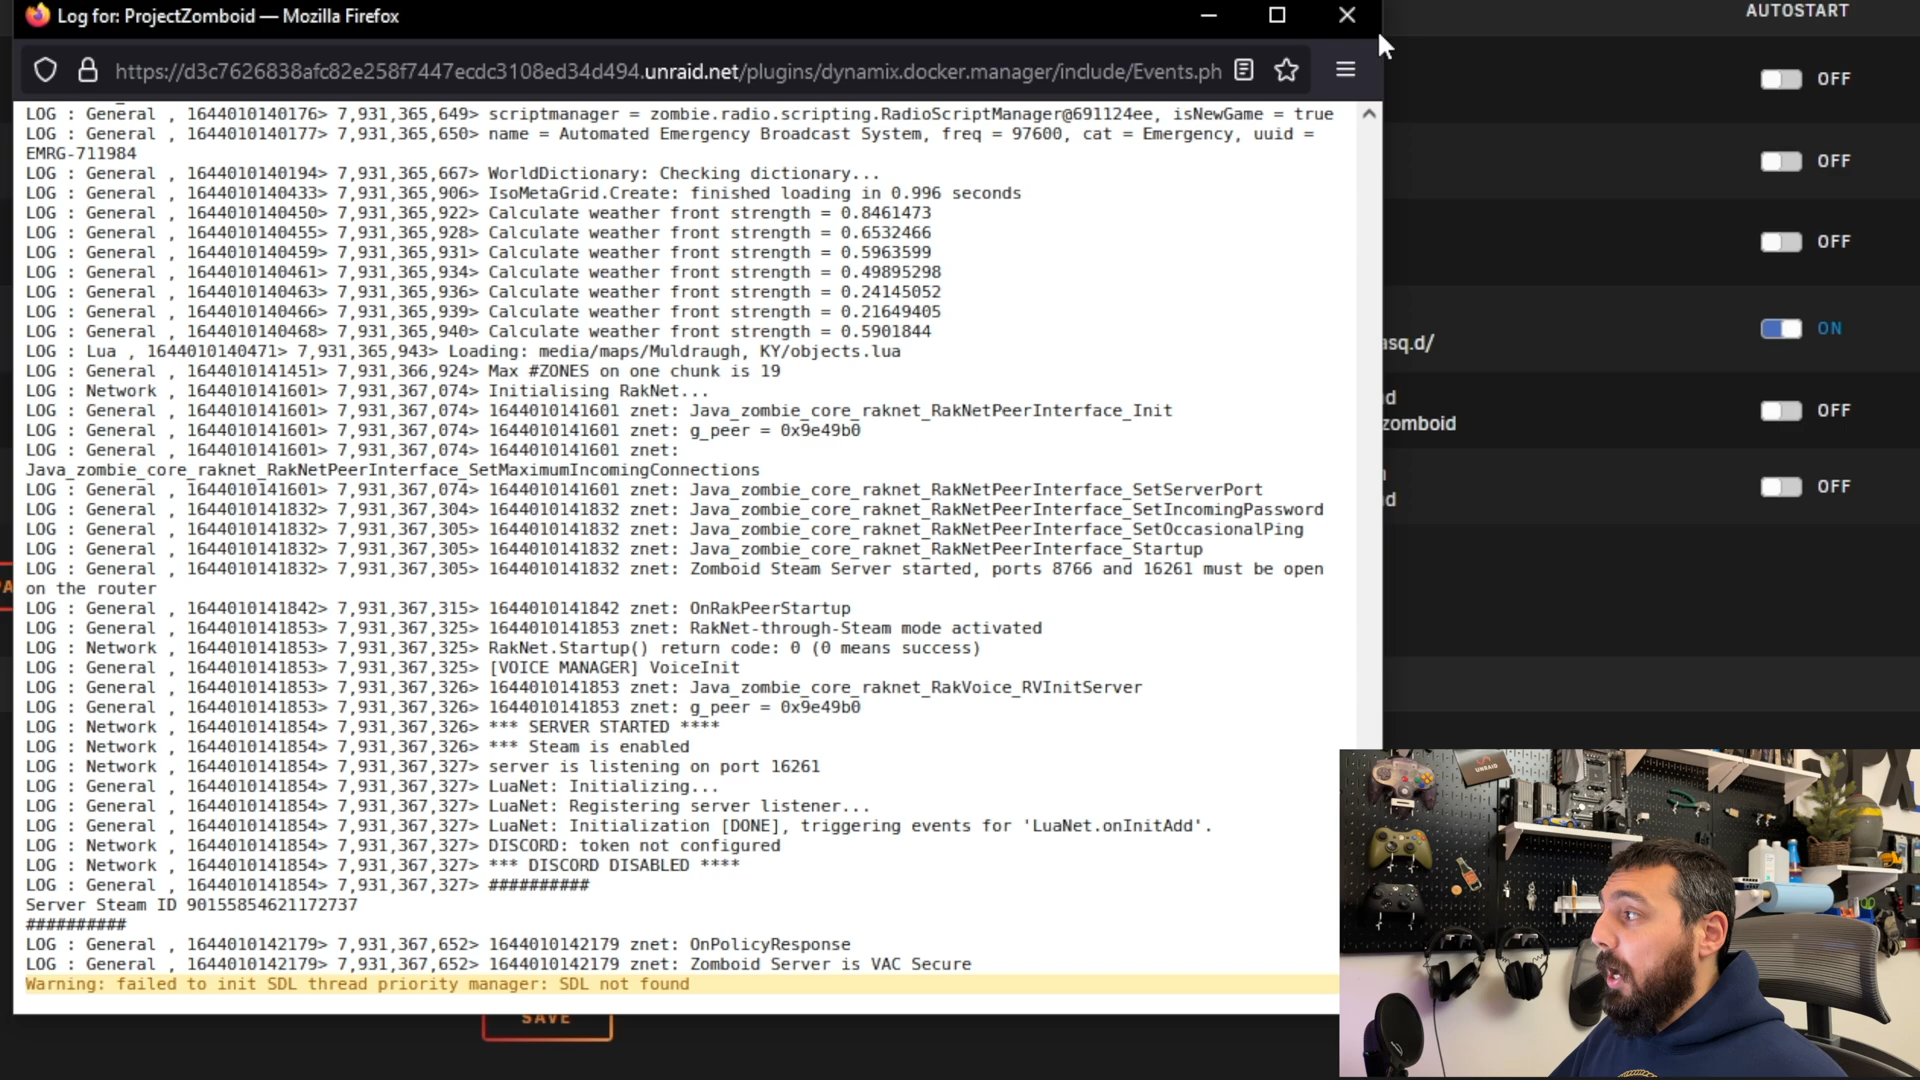 Log for: ProjectZomboid — Mozilla Firefox
AUTOSTART
https://d3c7626838afc82e258f7447ecdc3108ed34d494.unraid.net/plugins/dynamix.docker.manager/include/Events.ph
LOG : General , 1644010140176> 7,931,365,649> scriptmanager = zombie.radio.scripting.RadioScriptManager@691124ee, isNewGame = true
LOG : General , 1644010140177> 7,931,365,650> name = Automated Emergency Broadcast System, freq = 97600, cat = Emergency, uuid =
EMRG-711984
LOG : General , 1644010140194> 7,931,365,667> WorldDictionary: Checking dictionary...
LOG : General , 1644010140433> 7,931,365,906> IsoMetaGrid.Create: finished loading in 0.996 seconds
LOG : General , 1644010140450> 7,931,365,922> Calculate weather front strength = 0.8461473
LOG : General , 1644010140455> 7,931,365,928> Calculate weather front strength = 0.6532466
LOG : General , 1644010140459> 7,931,365,931> Calculate weather front strength = 0.5963599
LOG : General , 1644010140461> 7,931,365,934> Calculate weather front strength = 0.49895298
LOG : General , 1644010140463> 7,931,365,936> Calculate weather front strength = 0.24145052
LOG : General , 1644010140466> 7,931,365,939> Calculate weather front strength = 0.21649405
LOG : General , 1644010140468> 7,931,365,940> Calculate weather front strength = 0.5901844
LOG : Lua , 1644010140471> 7,931,365,943> Loading: media/maps/Muldraugh, KY/objects.lua
LOG : General , 1644010141451> 7,931,366,924> Max #ZONES on one chunk is 19
LOG : Network , 1644010141601> 7,931,367,074> Initialising RakNet...
LOG : General , 1644010141601> 7,931,367,074> 1644010141601 znet: Java_zombie_core_raknet_RakNetPeerInterface_Init
LOG : General , 1644010141601> 7,931,367,074> 1644010141601 znet: g_peer = 0x9e49b0
LOG : General , 1644010141601> 7,931,367,074> 1644010141601 znet:
Java_zombie_core_raknet_RakNetPeerInterface_SetMaximumIncomingConnections
LOG : General , 1644010141601> 7,931,367,074> 1644010141601 znet: Java_zombie_core_raknet_RakNetPeerInterface_SetServerPort
LOG : General , 1644010141832> 7,931,367,304> 1644010141832 znet: Java_zombie_core_raknet_RakNetPeerInterface_SetIncomingPassword
LOG : General , 1644010141832> 7,931,367,305> 1644010141832 znet: Java_zombie_core_raknet_RakNetPeerInterface_SetOccasionalPing
LOG : General , 1644010141832> 7,931,367,305> 1644010141832 znet: Java_zombie_core_raknet_RakNetPeerInterface_Startup
LOG : General , 1644010141832> 7,931,367,305> 1644010141832 znet: Zomboid Steam Server started, ports 8766 and 16261 must be open
on the router
LOG : General , 1644010141842> 7,931,367,315> 1644010141842 znet: OnRakPeerStartup
LOG : General , 1644010141853> 7,931,367,325> 1644010141853 znet: RakNet-through-Steam mode activated
LOG : Network , 1644010141853> 7,931,367,325> RakNet.Startup() return code: 0 (0 means success)
LOG : General , 1644010141853> 7,931,367,325> [VOICE MANAGER] VoiceInit
LOG : General , 1644010141853> 7,931,367,326> 1644010141853 znet: Java_zombie_core_raknet_RakVoice_RVInitServer
LOG : General , 1644010141853> 7,931,367,326> 1644010141853 znet: g_peer = 0x9e49b0
LOG : Network , 1644010141854> 7,931,367,326> *** SERVER STARTED ****
LOG : Network , 1644010141854> 7,931,367,326> *** Steam is enabled
LOG : Network , 1644010141854> 7,931,367,327> server is listening on port 16261
LOG : General , 1644010141854> 7,931,367,327> LuaNet: Initializing...
LOG : General , 1644010141854> 7,931,367,327> LuaNet: Registering server listener...
LOG : General , 1644010141854> 7,931,367,327> LuaNet: Initialization [DONE], triggering events for 'LuaNet.onInitAdd'.
LOG : Network , 1644010141854> 7,931,367,327> DISCORD: token not configured
LOG : Network , 1644010141854> 7,931,367,327> *** DISCORD DISABLED ****
LOG : General , 1644010141854> 7,931,367,327> ##########
Server Steam ID 90155854621172737
##########
LOG : General , 1644010142179> 7,931,367,652> 1644010142179 znet: OnPolicyResponse
LOG : General , 1644010142179> 7,931,367,652> 1644010142179 znet: Zomboid Server is VAC Secure
Warning: failed to init SDL thread priority manager: SDL not found
SAVE
OFF
OFF
OFF
ON
asq.d/
d
zomboid
OFF
d
OFF
UNRAID